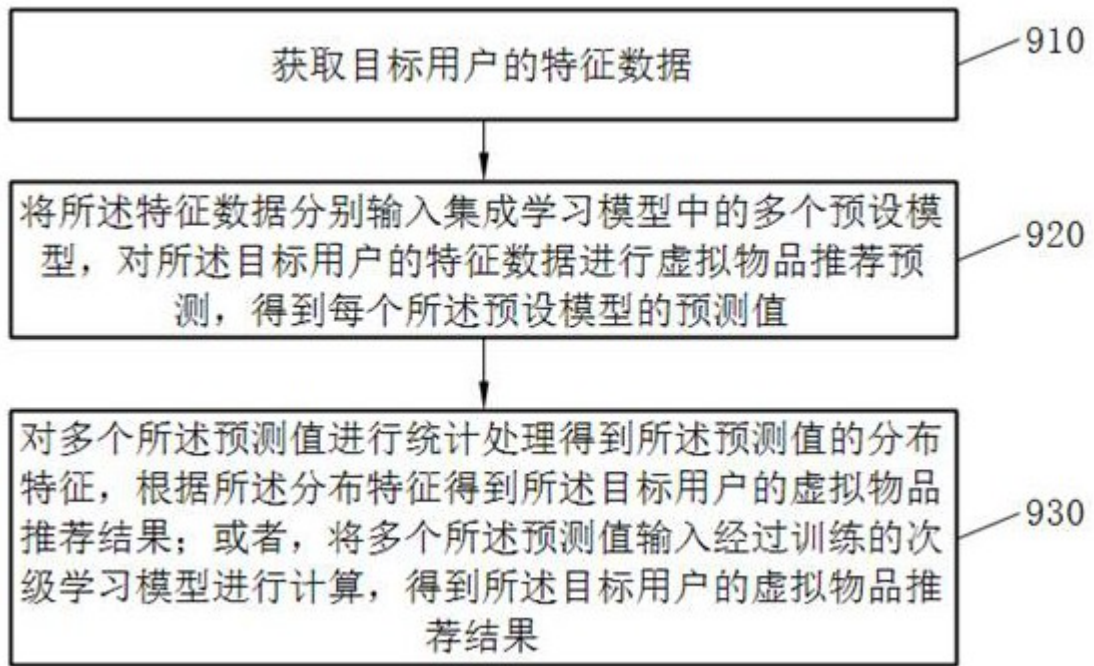 获取目标用户的特征数据
910
将所述特征数据分别输入集成学习模型中的多个预设模
型，对所述目标用户的特征数据进行虚拟物品推荐预
测，得到每个所述预设模型的预测值
920
对多个所述预测值进行统计处理得到所述预测值的分布
特征，根据所述分布特征得到所述目标用户的虚拟物品
推荐结果；或者，将多个所述预测值输入经过训练的次
级学习模型进行计算，得到所述目标用户的虚拟物品推
荐结果
930